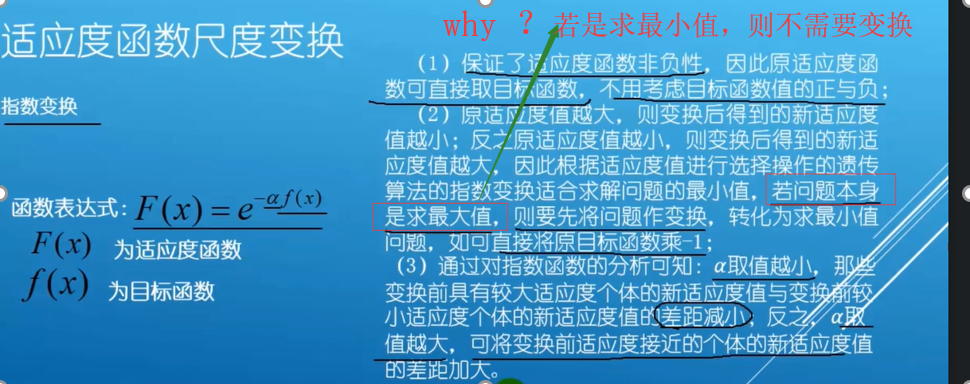 why ？若是求最小值，则不需要变换
适应度函数尺度变换
指数变换
函数表达式: F(x) = e^{-αf(x)}
F(x) 为适应度函数
f(x) 为目标函数
（1）保证了适应度函数非负性，因此原适应度函
数可直接取目标函数，不用考虑目标函数值的正与负；
（2）原适应度值越大，则变换后得到的新适应度
值越小；反之原适应度值越小，则变换后得到的新适
应度值越大，因此根据适应度值进行选择操作的遗传
算法的指数变换适合求解问题的最小值，若问题本身
是求最大值，则要先将问题作变换，转化为求最小值
问题，如可直接将原目标函数乘-1；
（3）通过对指数函数的分析可知：α取值越小，那些
变换前具有较大适应度个体的新适应度值与变换前较
小适应度个体的新适应度值的差距减小；反之，α取
值越大，可将变换前适应度接近的个体的新适应度值
的差距加大。